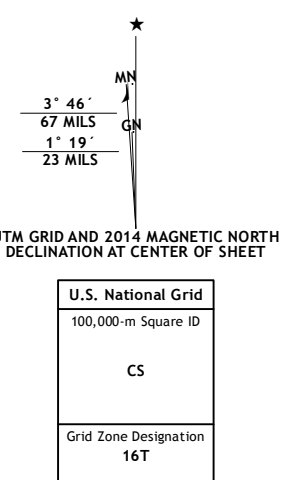 ★
MN
3° 46´
67 MILS
GN
1° 19´
23 MILS
UTM GRID AND 2014 MAGNETIC NORTH
DECLINATION AT CENTER OF SHEET
U.S. National Grid
100,000-m Square ID
CS
Grid Zone Designation
16T